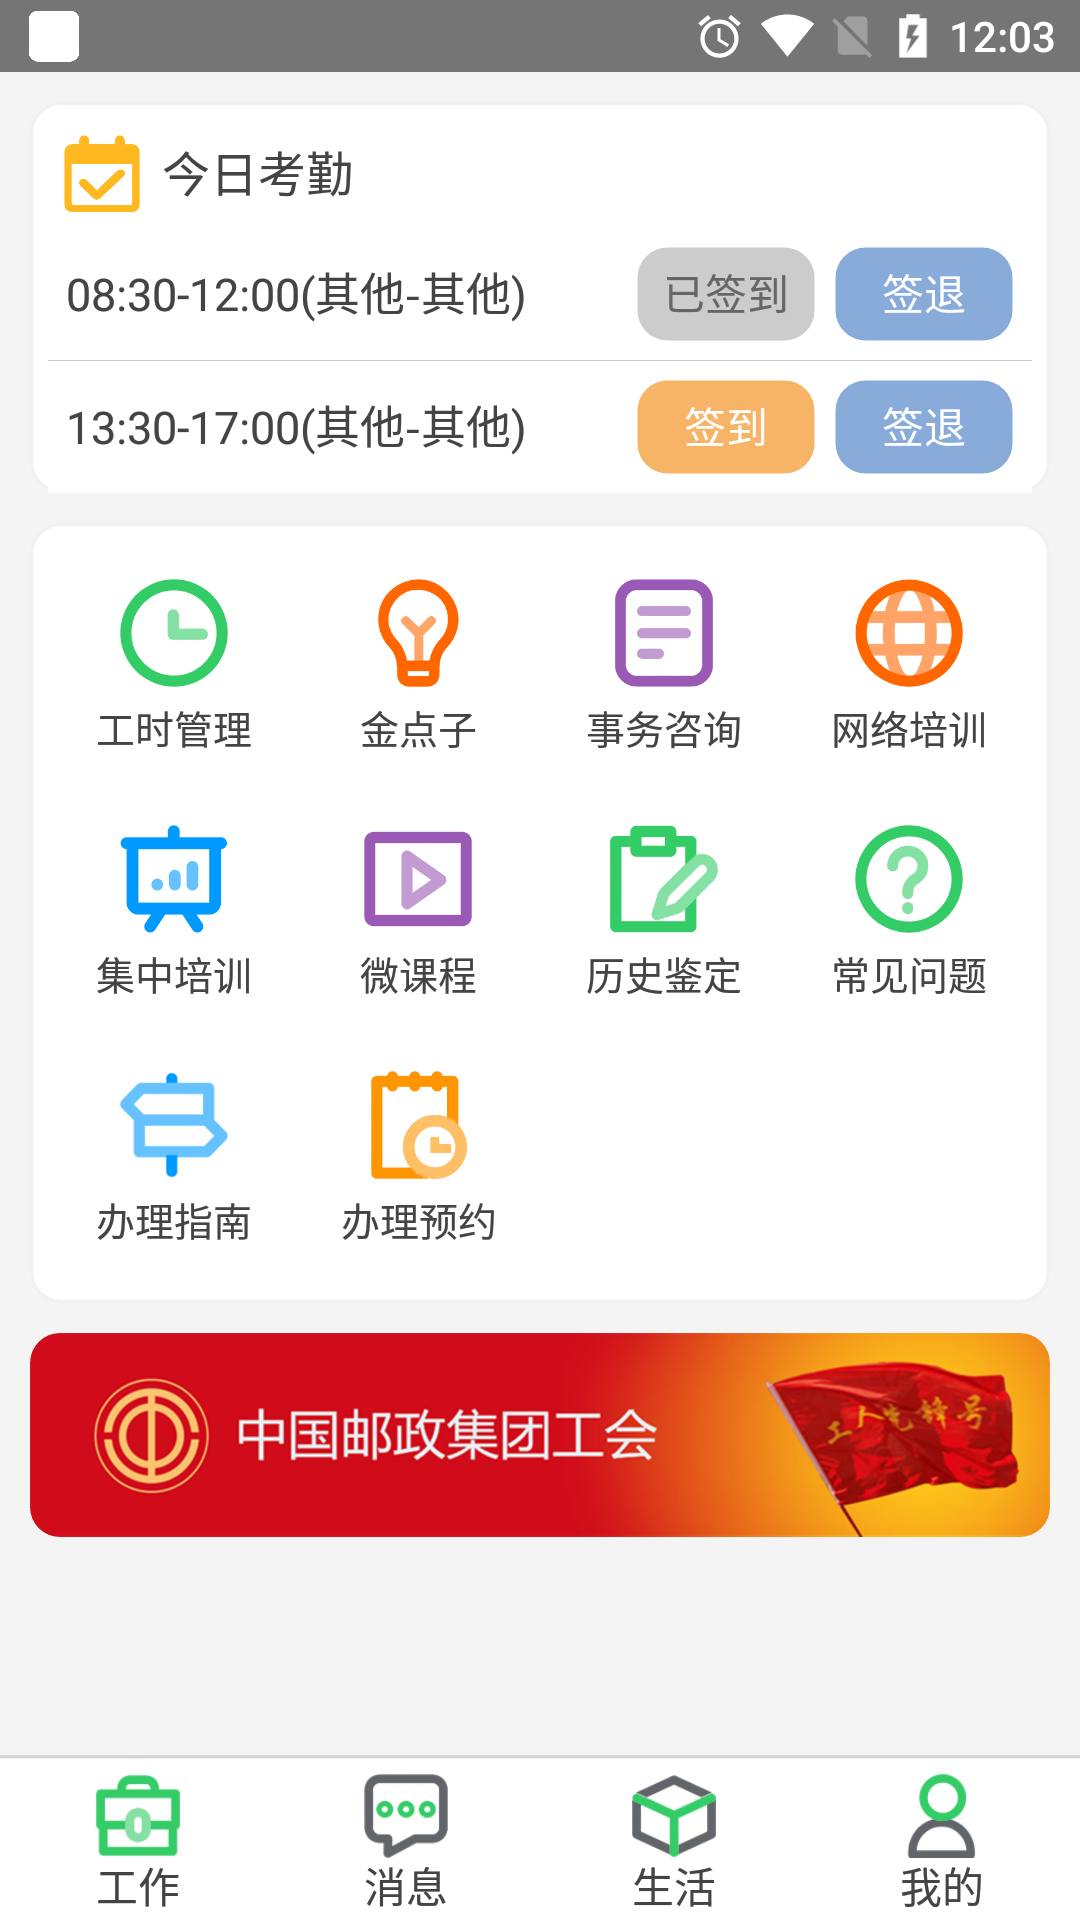 12:03
今日考勤
08:30-12:00(其他-其他) 已签到 签退
13:30-17:00(其他-其他) 签到 签退
工时管理 金点子 事务咨询 网络培训
集中培训 微课程 历史鉴定 常见问题
办理指南 办理预约
中国邮政集团工会
工人先锋号
工作 消息 生活 我的